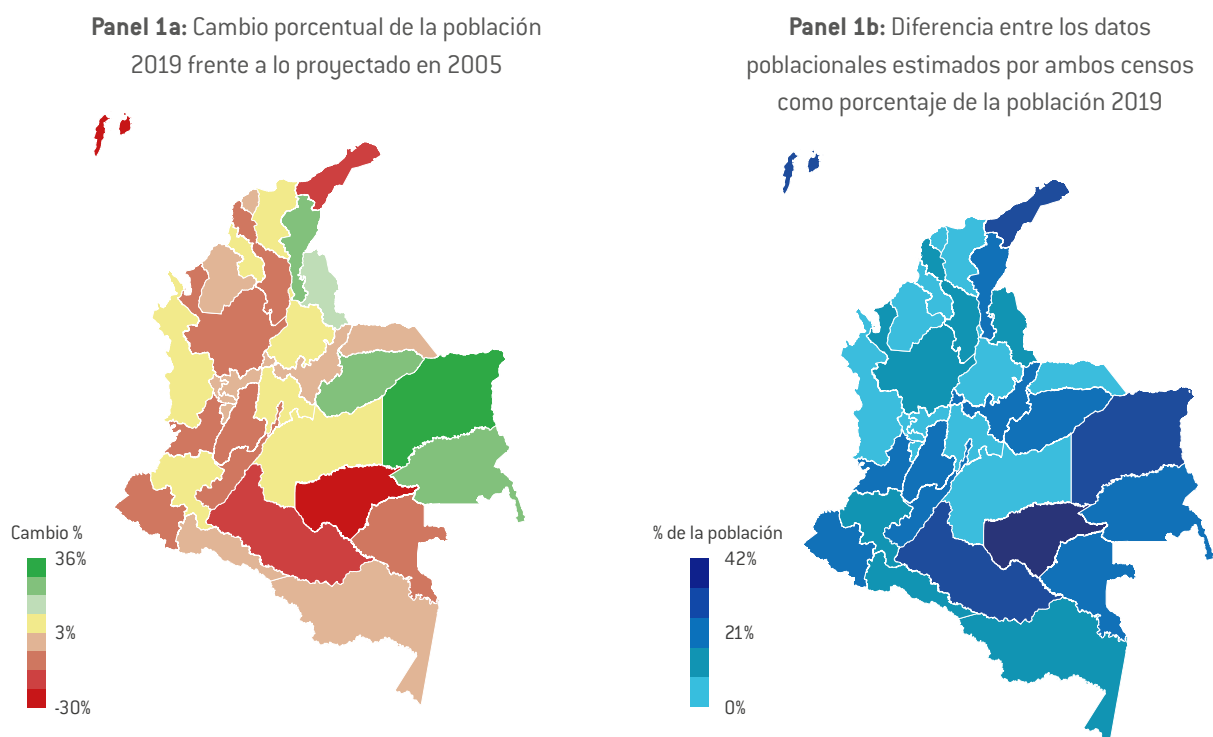 Panel 1a: Cambio porcentual de la población
2019 frente a lo proyectado en 2005
Panel 1b: Diferencia entre los datos
poblacionales estimados por ambos censos
como porcentaje de la población 2019
Cambio %
36%
3%
-30%
% de la población
42%
21%
0%